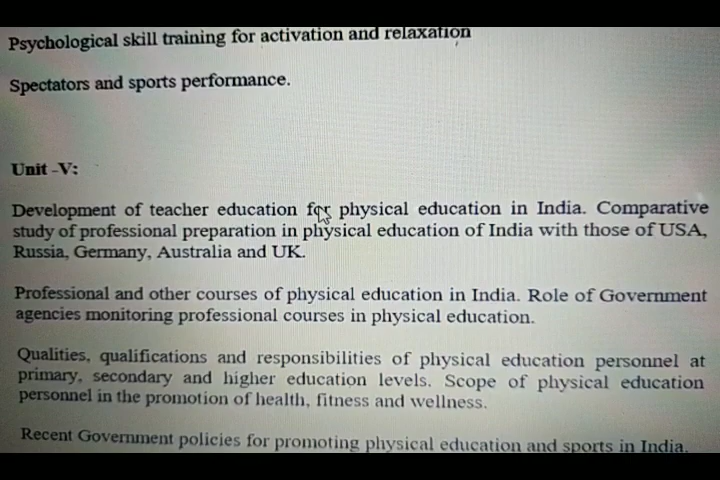 Psychological skill training for activation and relaxation
Spectators and sports performance.
Unit -V:
Development of teacher education for physical education in India. Comparative
study of professional preparation in physical education of India with those of USA,
Russia, Germany, Australia and UK.
Professional and other courses of physical education in India. Role of Government
agencies monitoring professional courses in physical education.
Qualities, qualifications and responsibilities of physical education personnel at
primary, secondary and higher education levels. Scope of physical education
personnel in the promotion of health, fitness and wellness.
Recent Government policies for promoting physical education and sports in India.